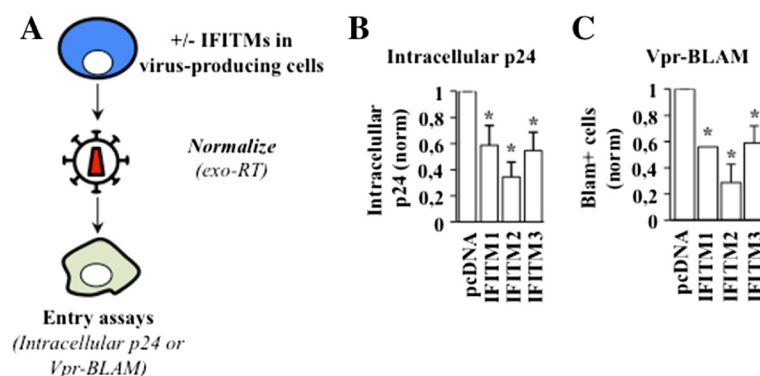 A
+/- IFITMs in
virus-producing cells
Normalize
(exo-RT)
Entry assays
(Intracellular p24 or
Vpr-BLAM)
B
Intracellular p24
Intracelullar
p24 (norm)
1
0,8
0,6
0,4
0,2
0
*
*
*
pcDNA
IFITM1
IFITM2
IFITM3
C
Vpr-BLAM
Blam+ cells
(norm)
1
0,8
0,6
0,4
0,2
0
*
*
*
pcDNA
IFITM1
IFITM2
IFITM3